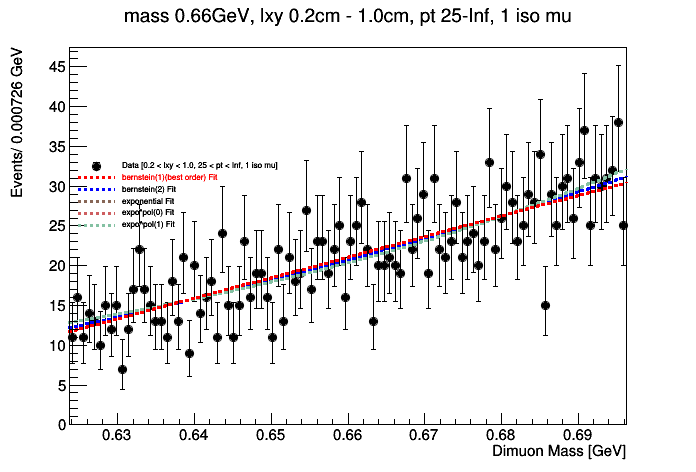 mass 0.66GeV, lxy 0.2cm - 1.0cm, pt 25-Inf, 1 iso mu
Events/ 0.000726 GeV
45
40
35
30
25
20
15
10
5
0
Data [0.2 < lxy < 1.0, 25 < pt < Inf, 1 iso mu]
bernstein(1)(best order) Fit
bernstein(2) Fit
exponential Fit
expo*pol(0) Fit
expo*pol(1) Fit
0.63 0.64 0.65 0.66 0.67 0.68 0.69
Dimuon Mass [GeV]